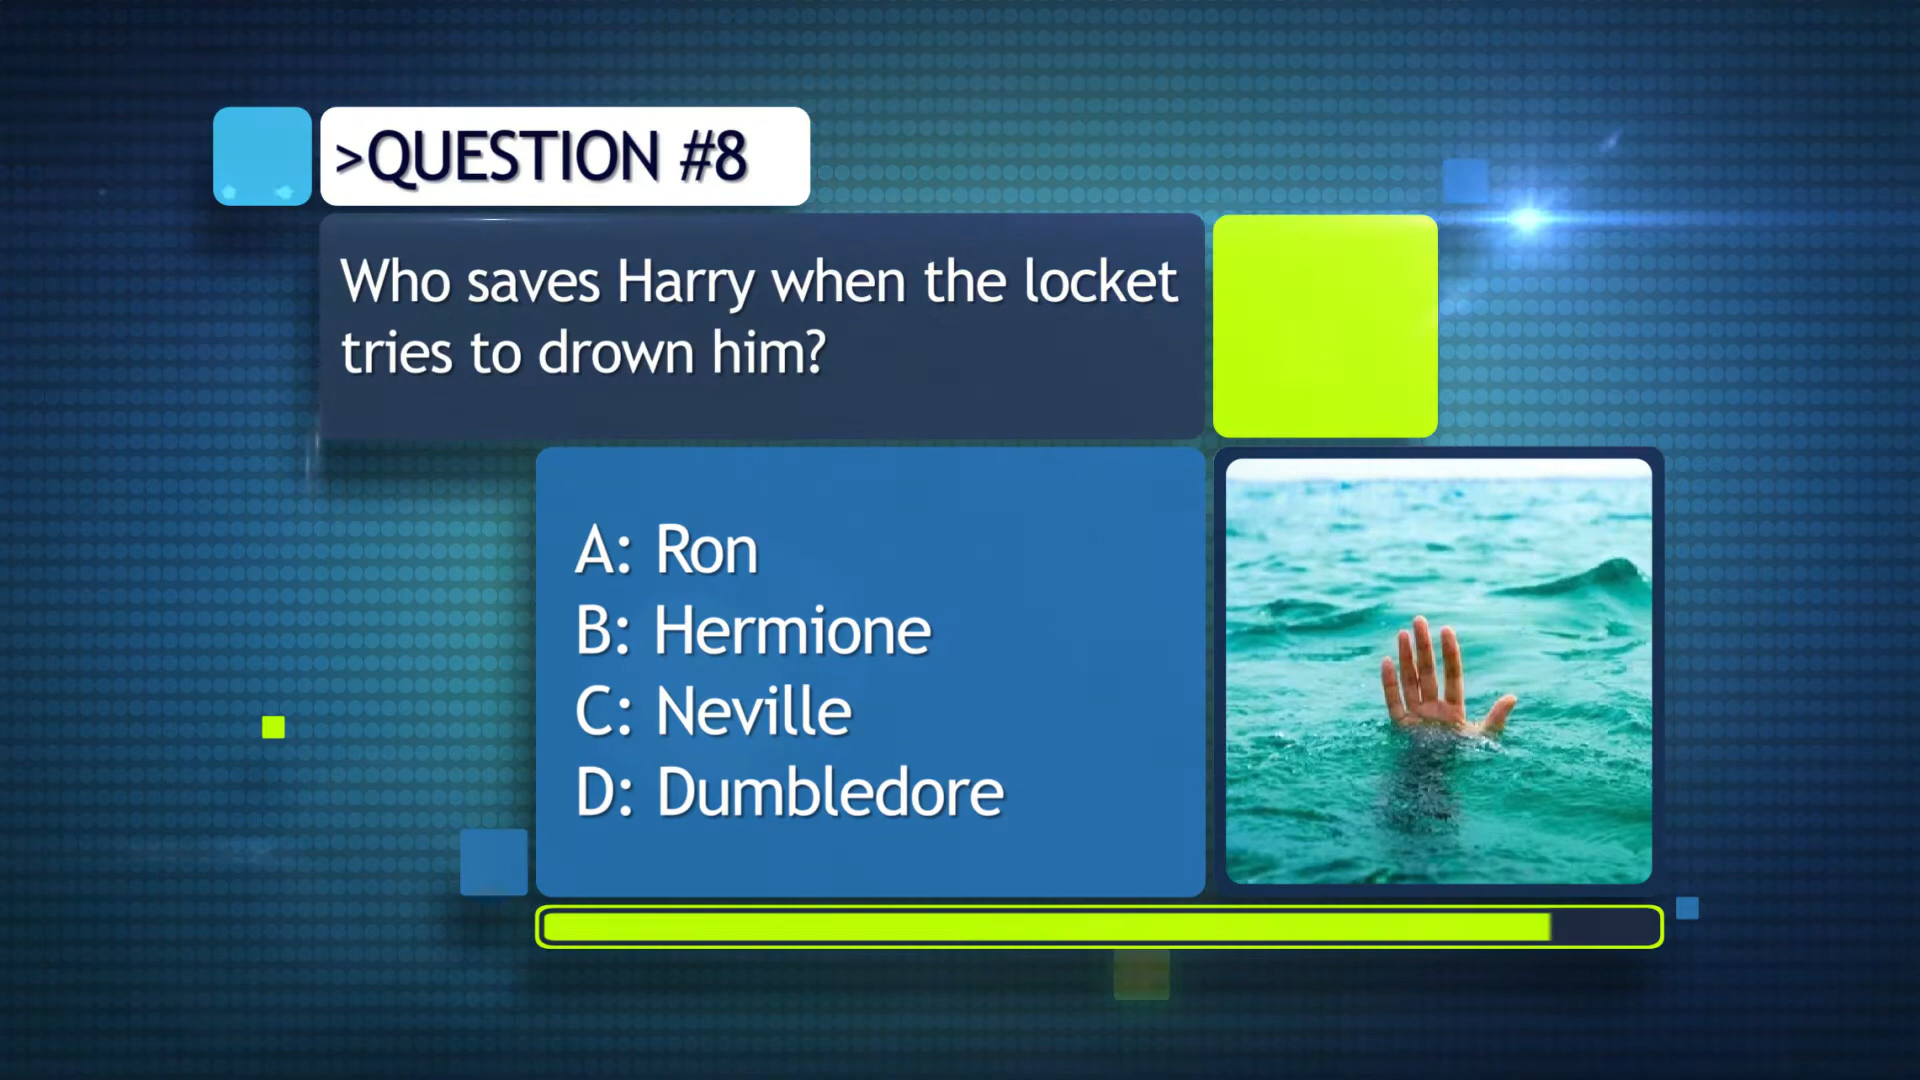 >QUESTION #8
Who saves Harry when the locket
tries to drown him?
A: Ron
B: Hermione
C: Neville
D: Dumbledore